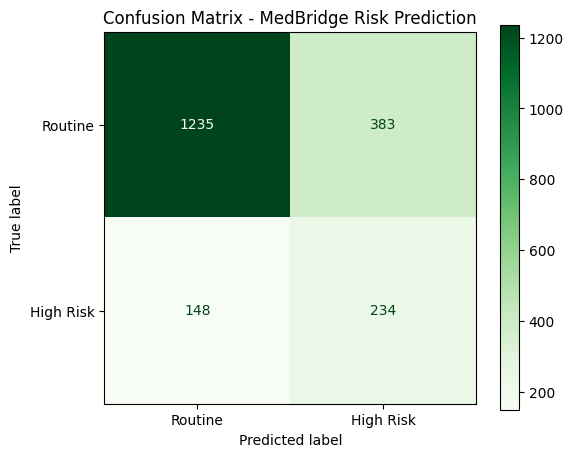 Confusion Matrix - MedBridge Risk Prediction
True label
Routine
High Risk
1235
383
148
234
Routine
High Risk
Predicted label
1200
1000
800
600
400
200